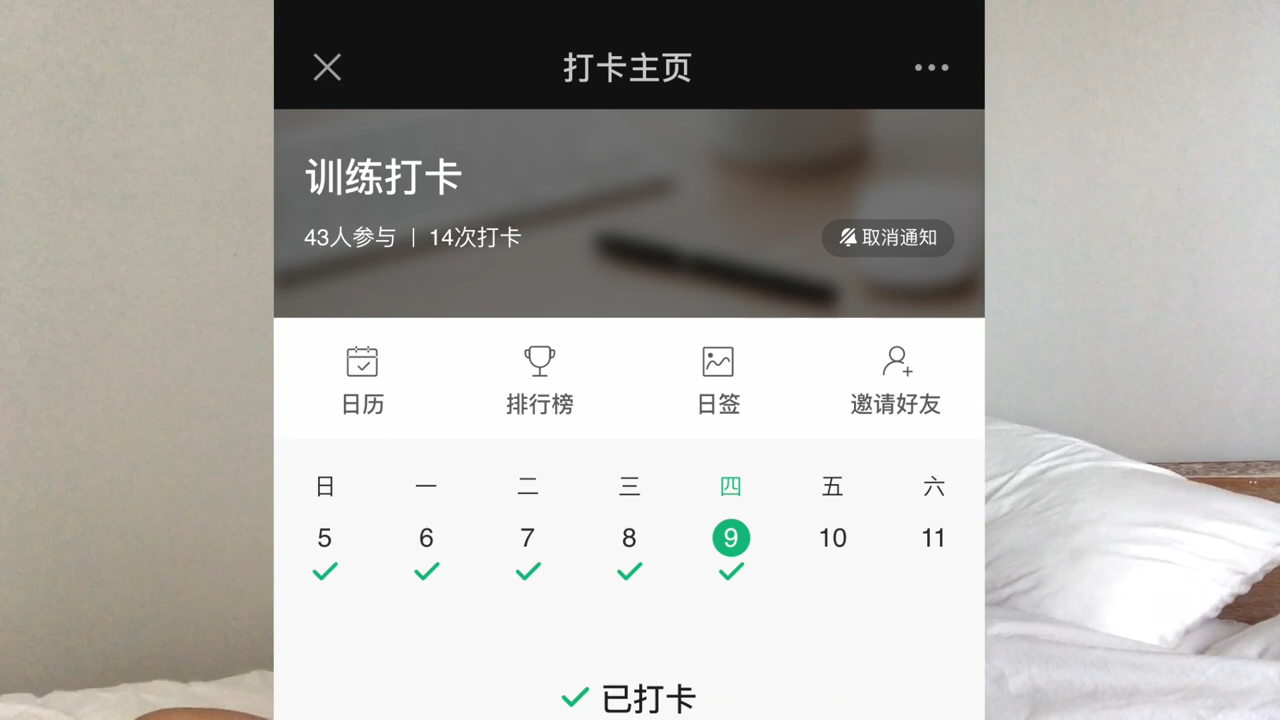 打卡主页
训练打卡
43人参与 | 14次打卡
取消通知
日历 排行榜 日签 邀请好友
日 一 二 三 四 五 六
5 6 7 8 9 10 11
已打卡